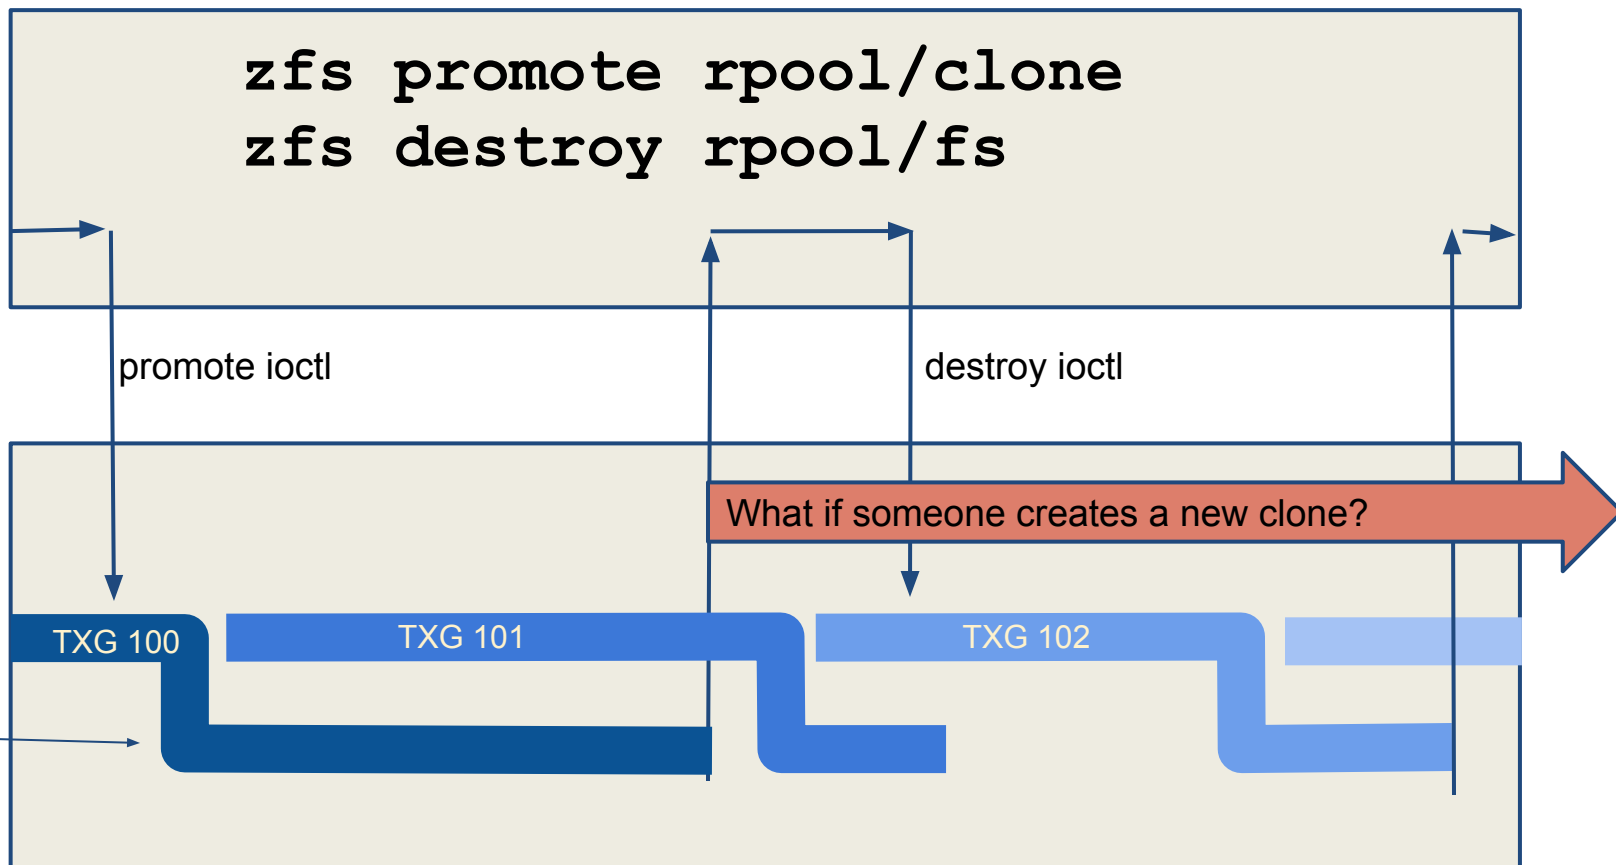 zfs promote rpool/clone
zfs destroy rpool/fs
promote ioctl
destroy ioctl
What if someone creates a new clone?
TXG 100
TXG 101
TXG 102